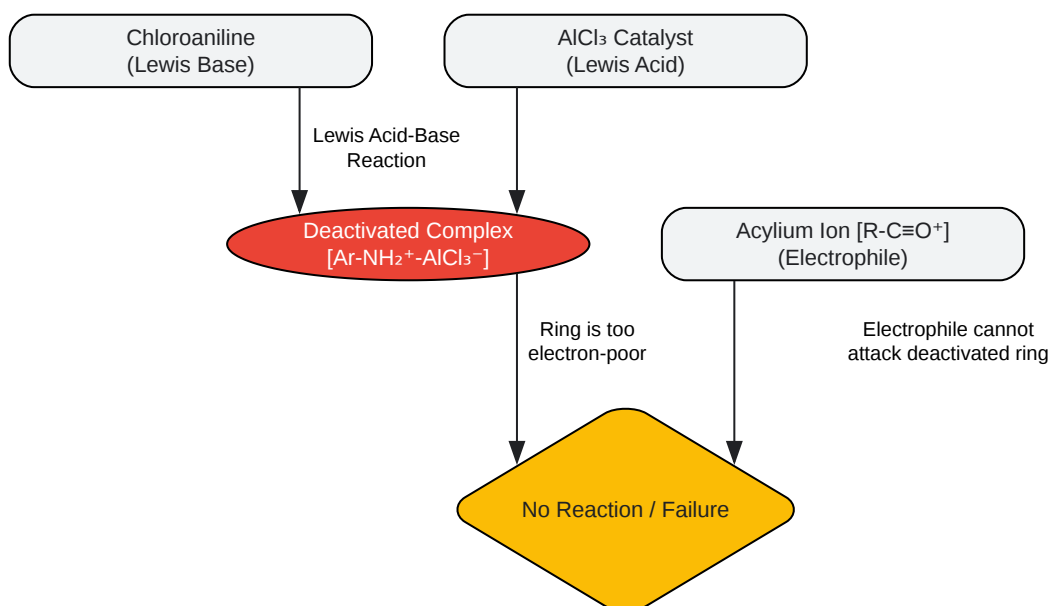 Chloroaniline
(Lewis Base)
AlCl₃ Catalyst
(Lewis Acid)
Lewis Acid-Base
Reaction
Deactivated Complex
[Ar-NH₂⁺-AlCl₃⁻]
Acylium Ion [R-C≡O⁺]
(Electrophile)
Ring is too
electron-poor
Electrophile cannot
attack deactivated ring
No Reaction / Failure